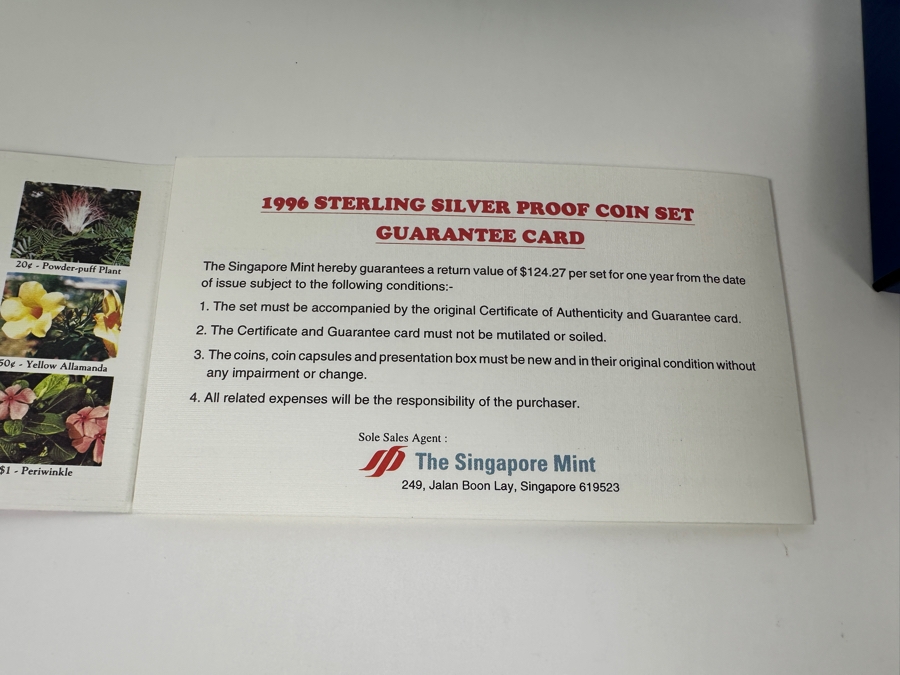 20¢ - Powder-puff Plant
50¢ - Yellow Allamanda
$1 - Periwinkle
1996 STERLING SILVER PROOF COIN SET
GUARANTEE CARD
The Singapore Mint hereby guarantees a return value of $124.27 per set for one year from the date
of issue subject to the following conditions:-
1. The set must be accompanied by the original Certificate of Authenticity and Guarantee card.
2. The Certificate and Guarantee card must not be mutilated or soiled.
3. The coins, coin capsules and presentation box must be new and in their original condition without
any impairment or change.
4. All related expenses will be the responsibility of the purchaser.
Sole Sales Agent :
The Singapore Mint
249, Jalan Boon Lay, Singapore 619523